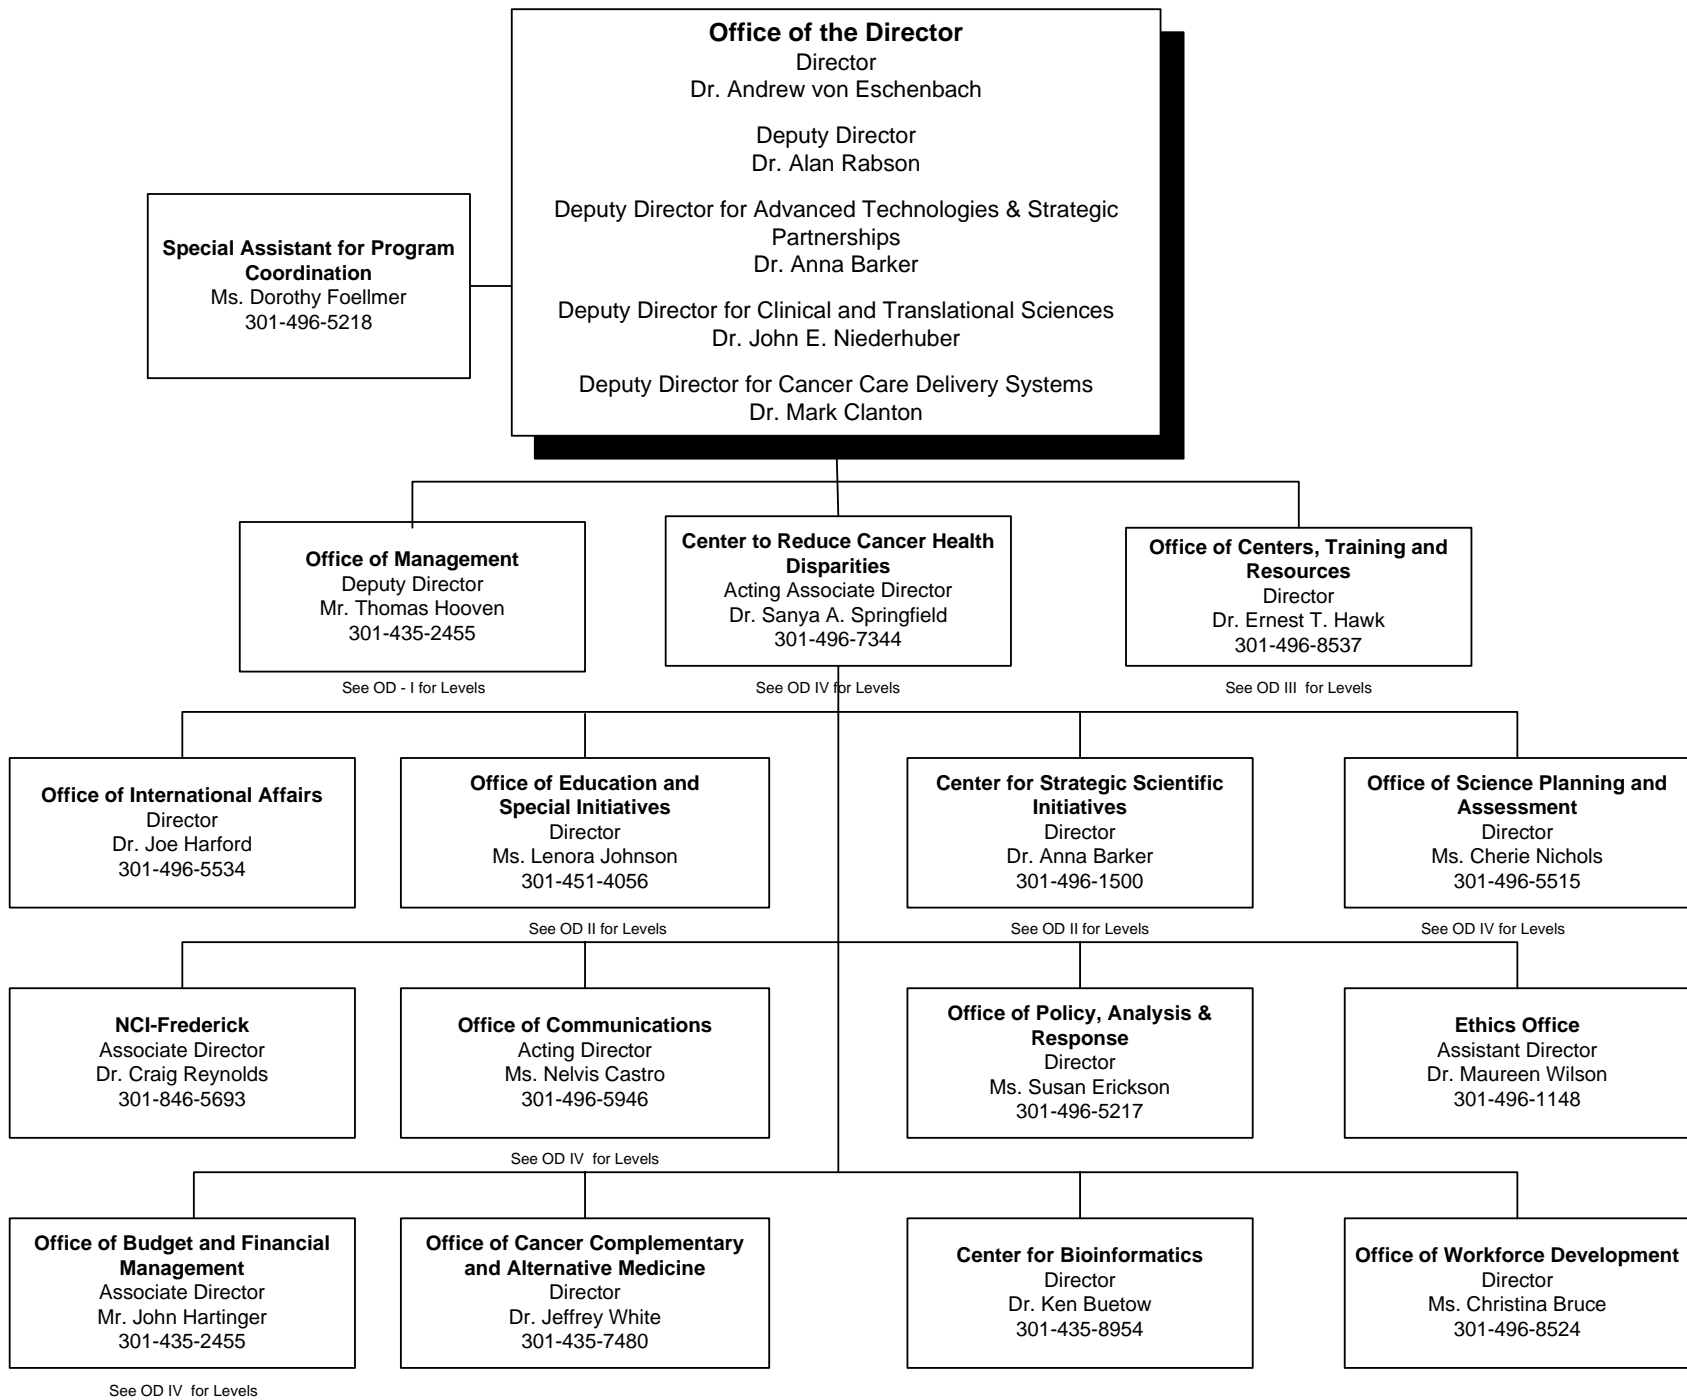 Office of the Director
Director
Dr. Andrew von Eschenbach
Deputy Director
Dr. Alan Rabson
Deputy Director for Advanced Technologies & Strategic
Partnerships
Dr. Anna Barker
Deputy Director for Clinical and Translational Sciences
Dr. John E. Niederhuber
Deputy Director for Cancer Care Delivery Systems
Dr. Mark Clanton
Special Assistant for Program
Coordination
Ms. Dorothy Foellmer
301-496-5218
Office of Management
Deputy Director
Mr. Thomas Hooven
301-435-2455
See OD - I for Levels
Center to Reduce Cancer Health
Disparities
Acting Associate Director
Dr. Sanya A. Springfield
301-496-7344
See OD IV for Levels
Office of Centers, Training and
Resources
Director
Dr. Ernest T. Hawk
301-496-8537
See OD III for Levels
Office of International Affairs
Director
Dr. Joe Harford
301-496-5534
Office of Education and
Special Initiatives
Director
Ms. Lenora Johnson
301-451-4056
See OD II for Levels
Center for Strategic Scientific
Initiatives
Director
Dr. Anna Barker
301-496-1500
See OD II for Levels
Office of Science Planning and
Assessment
Director
Ms. Cherie Nichols
301-496-5515
See OD IV for Levels
NCI-Frederick
Associate Director
Dr. Craig Reynolds
301-846-5693
Office of Communications
Acting Director
Ms. Nelvis Castro
301-496-5946
See OD IV for Levels
Office of Policy, Analysis &
Response
Director
Ms. Susan Erickson
301-496-5217
Ethics Office
Assistant Director
Dr. Maureen Wilson
301-496-1148
Office of Budget and Financial
Management
Associate Director
Mr. John Hartinger
301-435-2455
See OD IV for Levels
Office of Cancer Complementary
and Alternative Medicine
Director
Dr. Jeffrey White
301-435-7480
Center for Bioinformatics
Director
Dr. Ken Buetow
301-435-8954
Office of Workforce Development
Director
Ms. Christina Bruce
301-496-8524